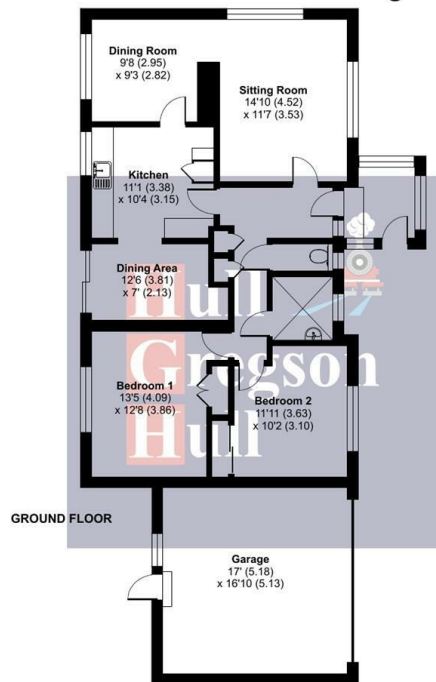 Dining Room
9'8 (2.95)
x 9'3 (2.82)
Sitting Room
14'10 (4.52)
x 11'7 (3.53)
Kitchen
11'1 (3.38)
x 10'4 (3.15)
Dining Area
12'6 (3.81)
x 7' (2.13)
Hull
Gregson
Hull
Bedroom 1
13'5 (4.09)
x 12'8 (3.86)
Bedroom 2
11'11 (3.63)
x 10'2 (3.10)
GROUND FLOOR
Garage
17' (5.18)
x 16'10 (5.13)